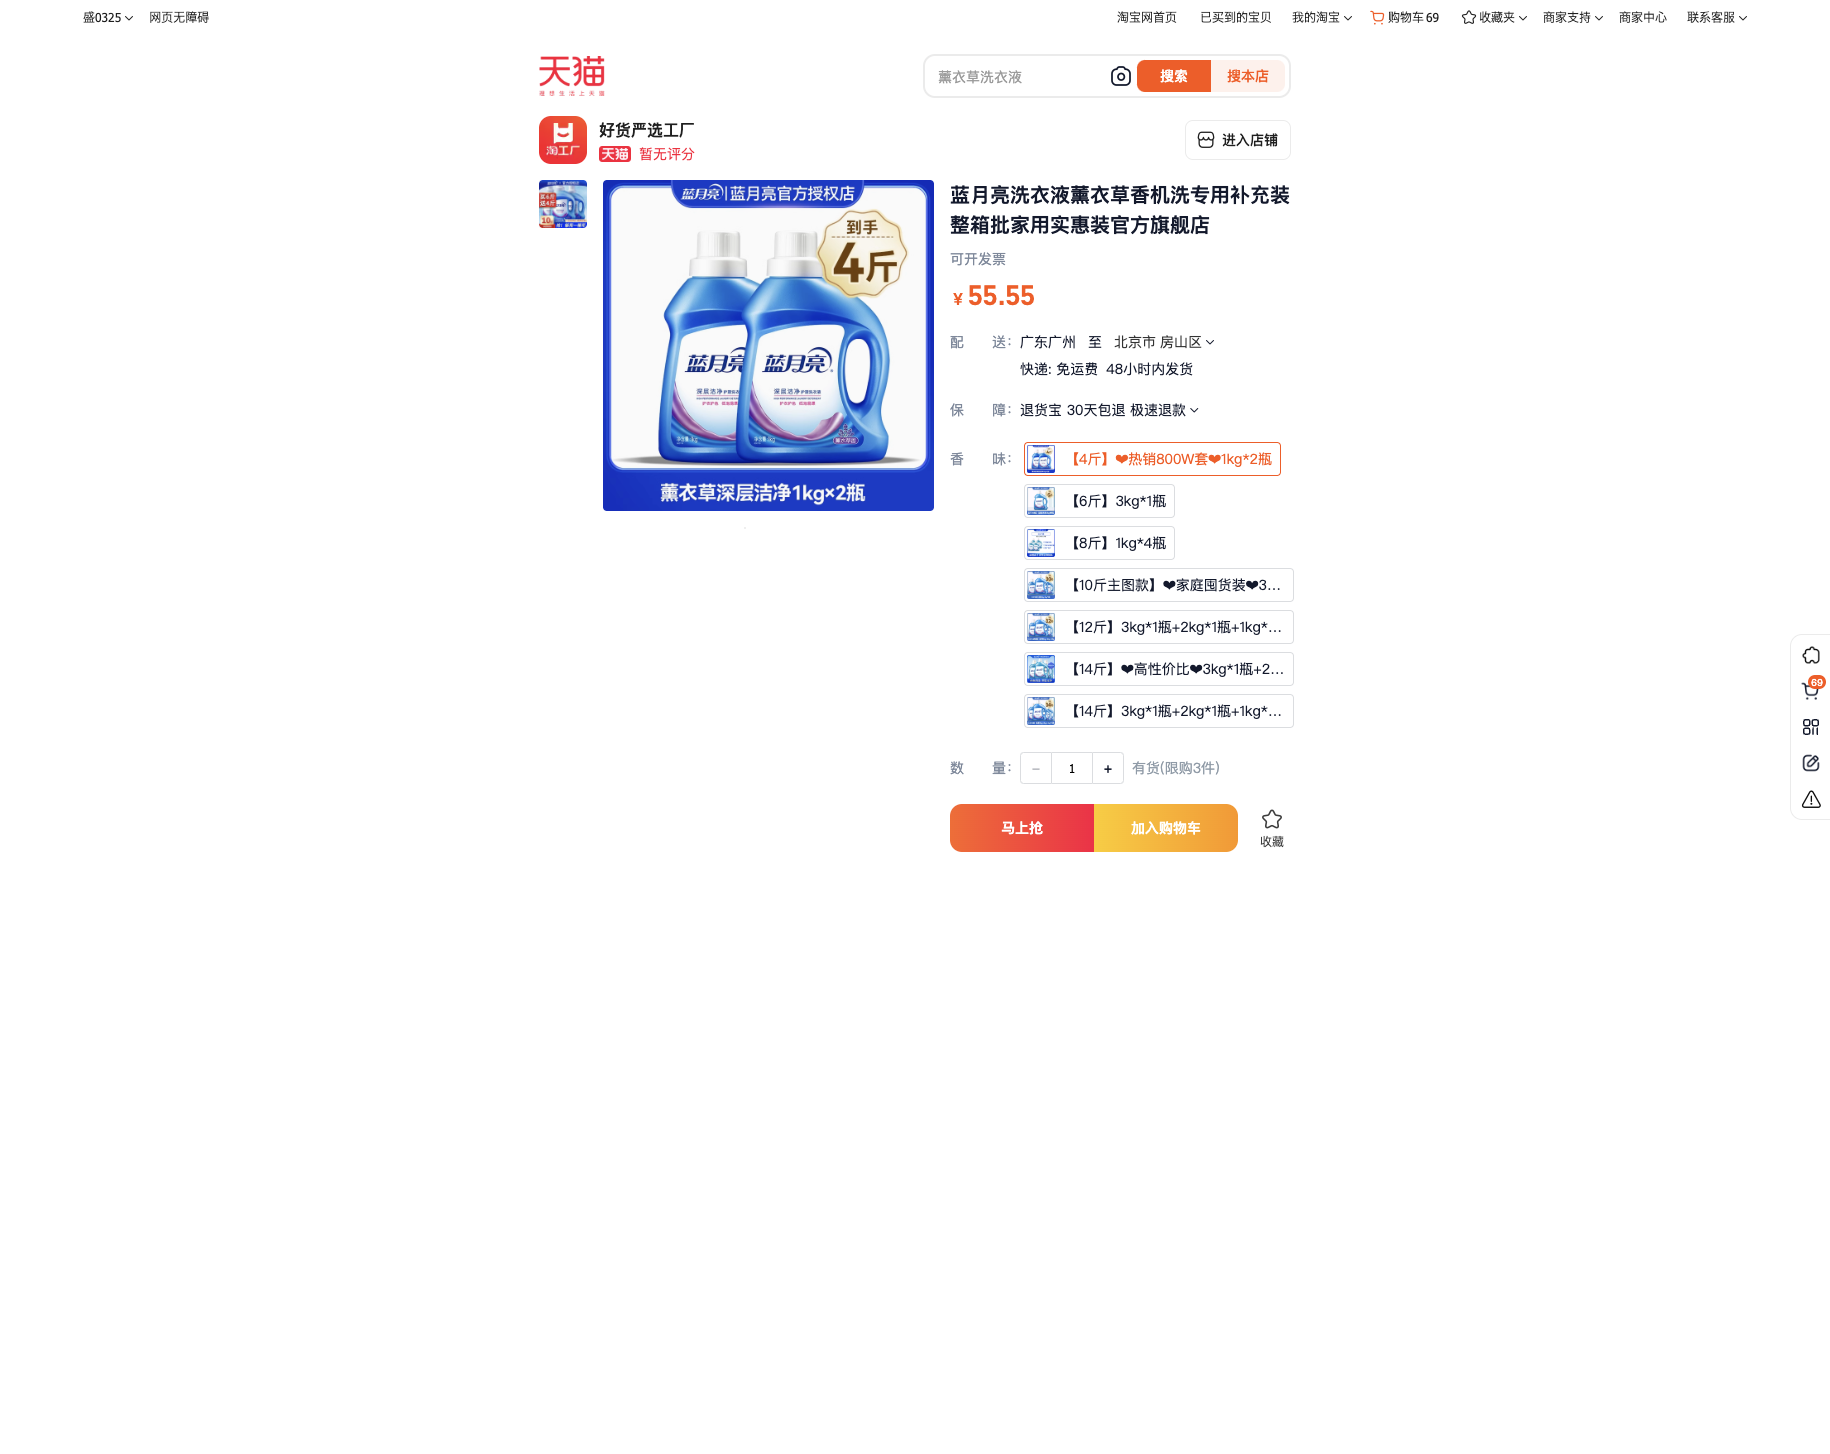 盛0325
网页无障碍
淘宝网首页
已买到的宝贝
我的淘宝
购物车 69
收藏夹
商家支持
商家中心
联系客服
天猫
理想生活上天猫
薰衣草洗衣液
搜索
搜本店
淘工厂
好货严选工厂
天猫 暂无评分
进入店铺
蓝月亮|蓝月亮官方授权店
到手
4斤
蓝月亮
蓝月亮
深层洁净
深层洁净
薰衣草深层洁净1kg×2瓶
蓝月亮洗衣液薰衣草香机洗专用补充装
整箱批家用实惠装官方旗舰店
可开发票
¥55.55
配 送: 广东广州 至 北京市 房山区
快递: 免运费 48小时内发货
保 障: 退货宝 30天包退 极速退款
香 味: 【4斤】❤热销800W套❤1kg*2瓶
【6斤】3kg*1瓶
【8斤】1kg*4瓶
【10斤主图款】❤家庭囤货装❤3...
【12斤】3kg*1瓶+2kg*1瓶+1kg*...
【14斤】❤高性价比❤3kg*1瓶+2...
【14斤】3kg*1瓶+2kg*1瓶+1kg*...
数 量: − 1 + 有货(限购3件)
马上抢
加入购物车
收藏
69